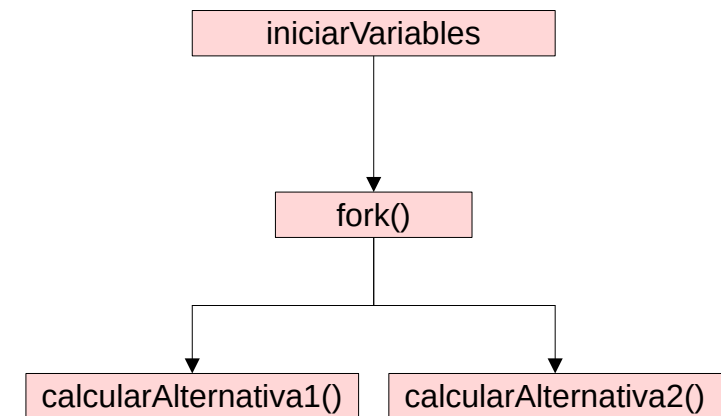 iniciarVariables
fork()
calcularAlternativa1()
calcularAlternativa2()